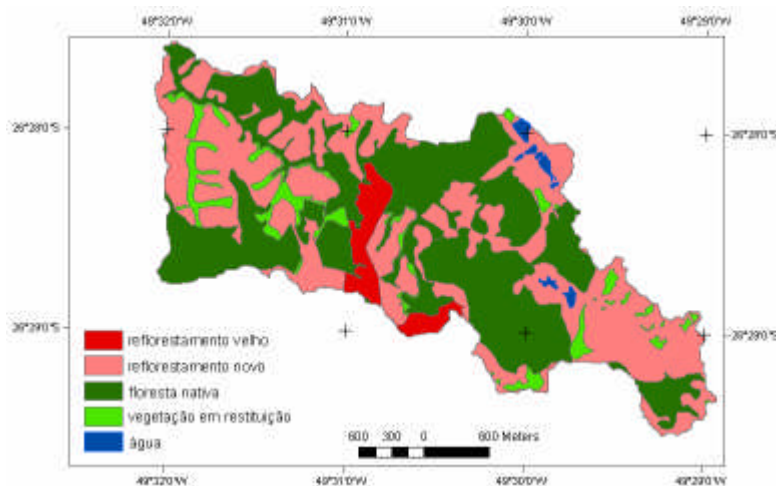 49°32'0"W 49°31'0"W 49°30'0"W 49°29'0"W
26°28'0"S 26°28'0"S
26°29'0"S 26°29'0"S
reflorestamento velho
reflorestamento novo
floresta nativa
vegetação em restituição
água
600 300 0 600 Meters
49°32'0"W 49°31'0"W 49°30'0"W 49°29'0"W